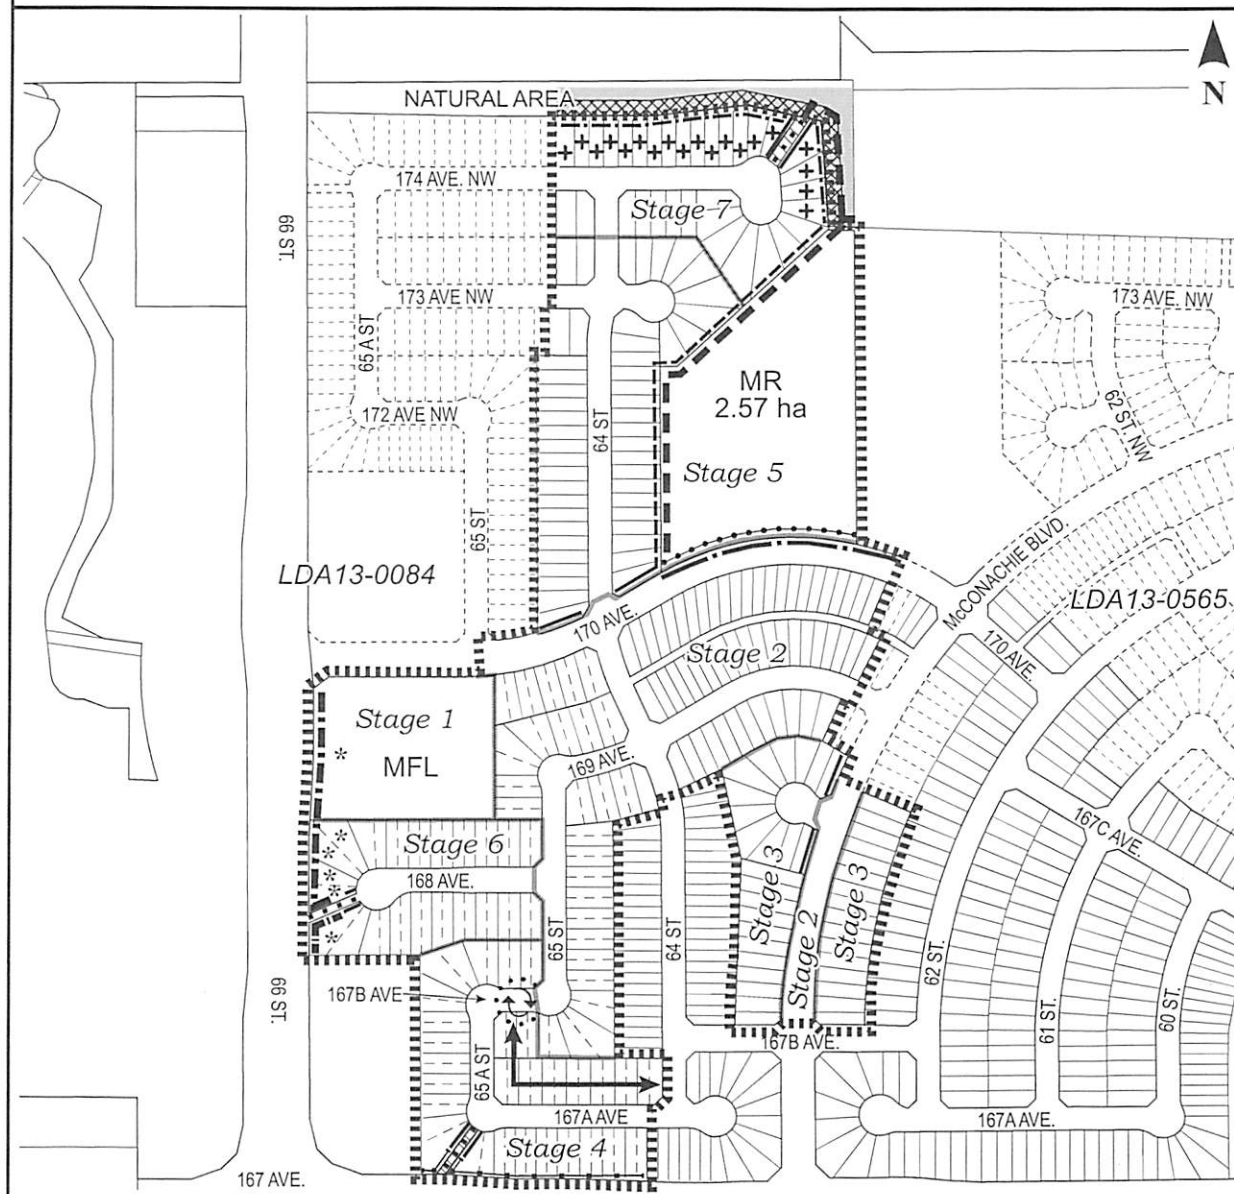 N
NATURAL AREA
174 AVE. NW
Stage 7
66 ST.
173 AVE NW
173 AVE. NW
65 A ST
MR
2.57 ha
172 AVE NW
64 ST
62 ST. NW
Stage 5
65 ST
McCONACHIE BLVD.
LDA13-0084
LDA13-0565
170 AVE.
170 AVE.
Stage 2
Stage 1
MFL
169 AVE.
167C AVE.
Stage 6
168 AVE.
Stage 3
Stage 3
65 ST
64 ST
Stage 2
62 ST.
61 ST.
60 ST.
66 ST.
167B AVE
167B AVE.
65 A ST
167A AVE
167A AVE.
Stage 4
167 AVE.